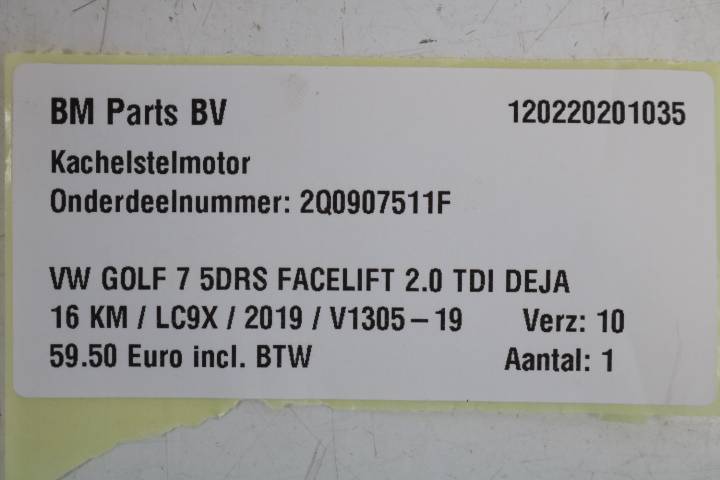 BM Parts BV 120220201035
Kachelstelmotor
Onderdeelnummer: 2Q0907511F
VW GOLF 7 5DRS FACELIFT 2.0 TDI DEJA
16 KM / LC9X / 2019 / V1305-19 Verz: 10
59.50 Euro incl. BTW Aantal: 1